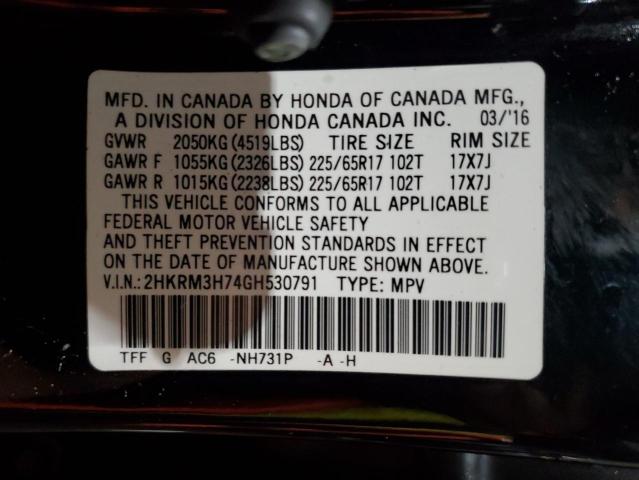 MFD. IN CANADA BY HONDA OF CANADA MFG.,
A DIVISION OF HONDA CANADA INC. 03/'16
GVWR 2050KG (4519LBS) TIRE SIZE RIM SIZE
GAWR F 1055KG (2326LBS) 225/65R17 102T 17X7J
GAWR R 1015KG (2238LBS) 225/65R17 102T 17X7J
THIS VEHICLE CONFORMS TO ALL APPLICABLE
FEDERAL MOTOR VEHICLE SAFETY
AND THEFT PREVENTION STANDARDS IN EFFECT
ON THE DATE OF MANUFACTURE SHOWN ABOVE.
V.I.N.: 2HKRM3H74GH530791 TYPE: MPV
TFF G AC6 -NH731P -A -H